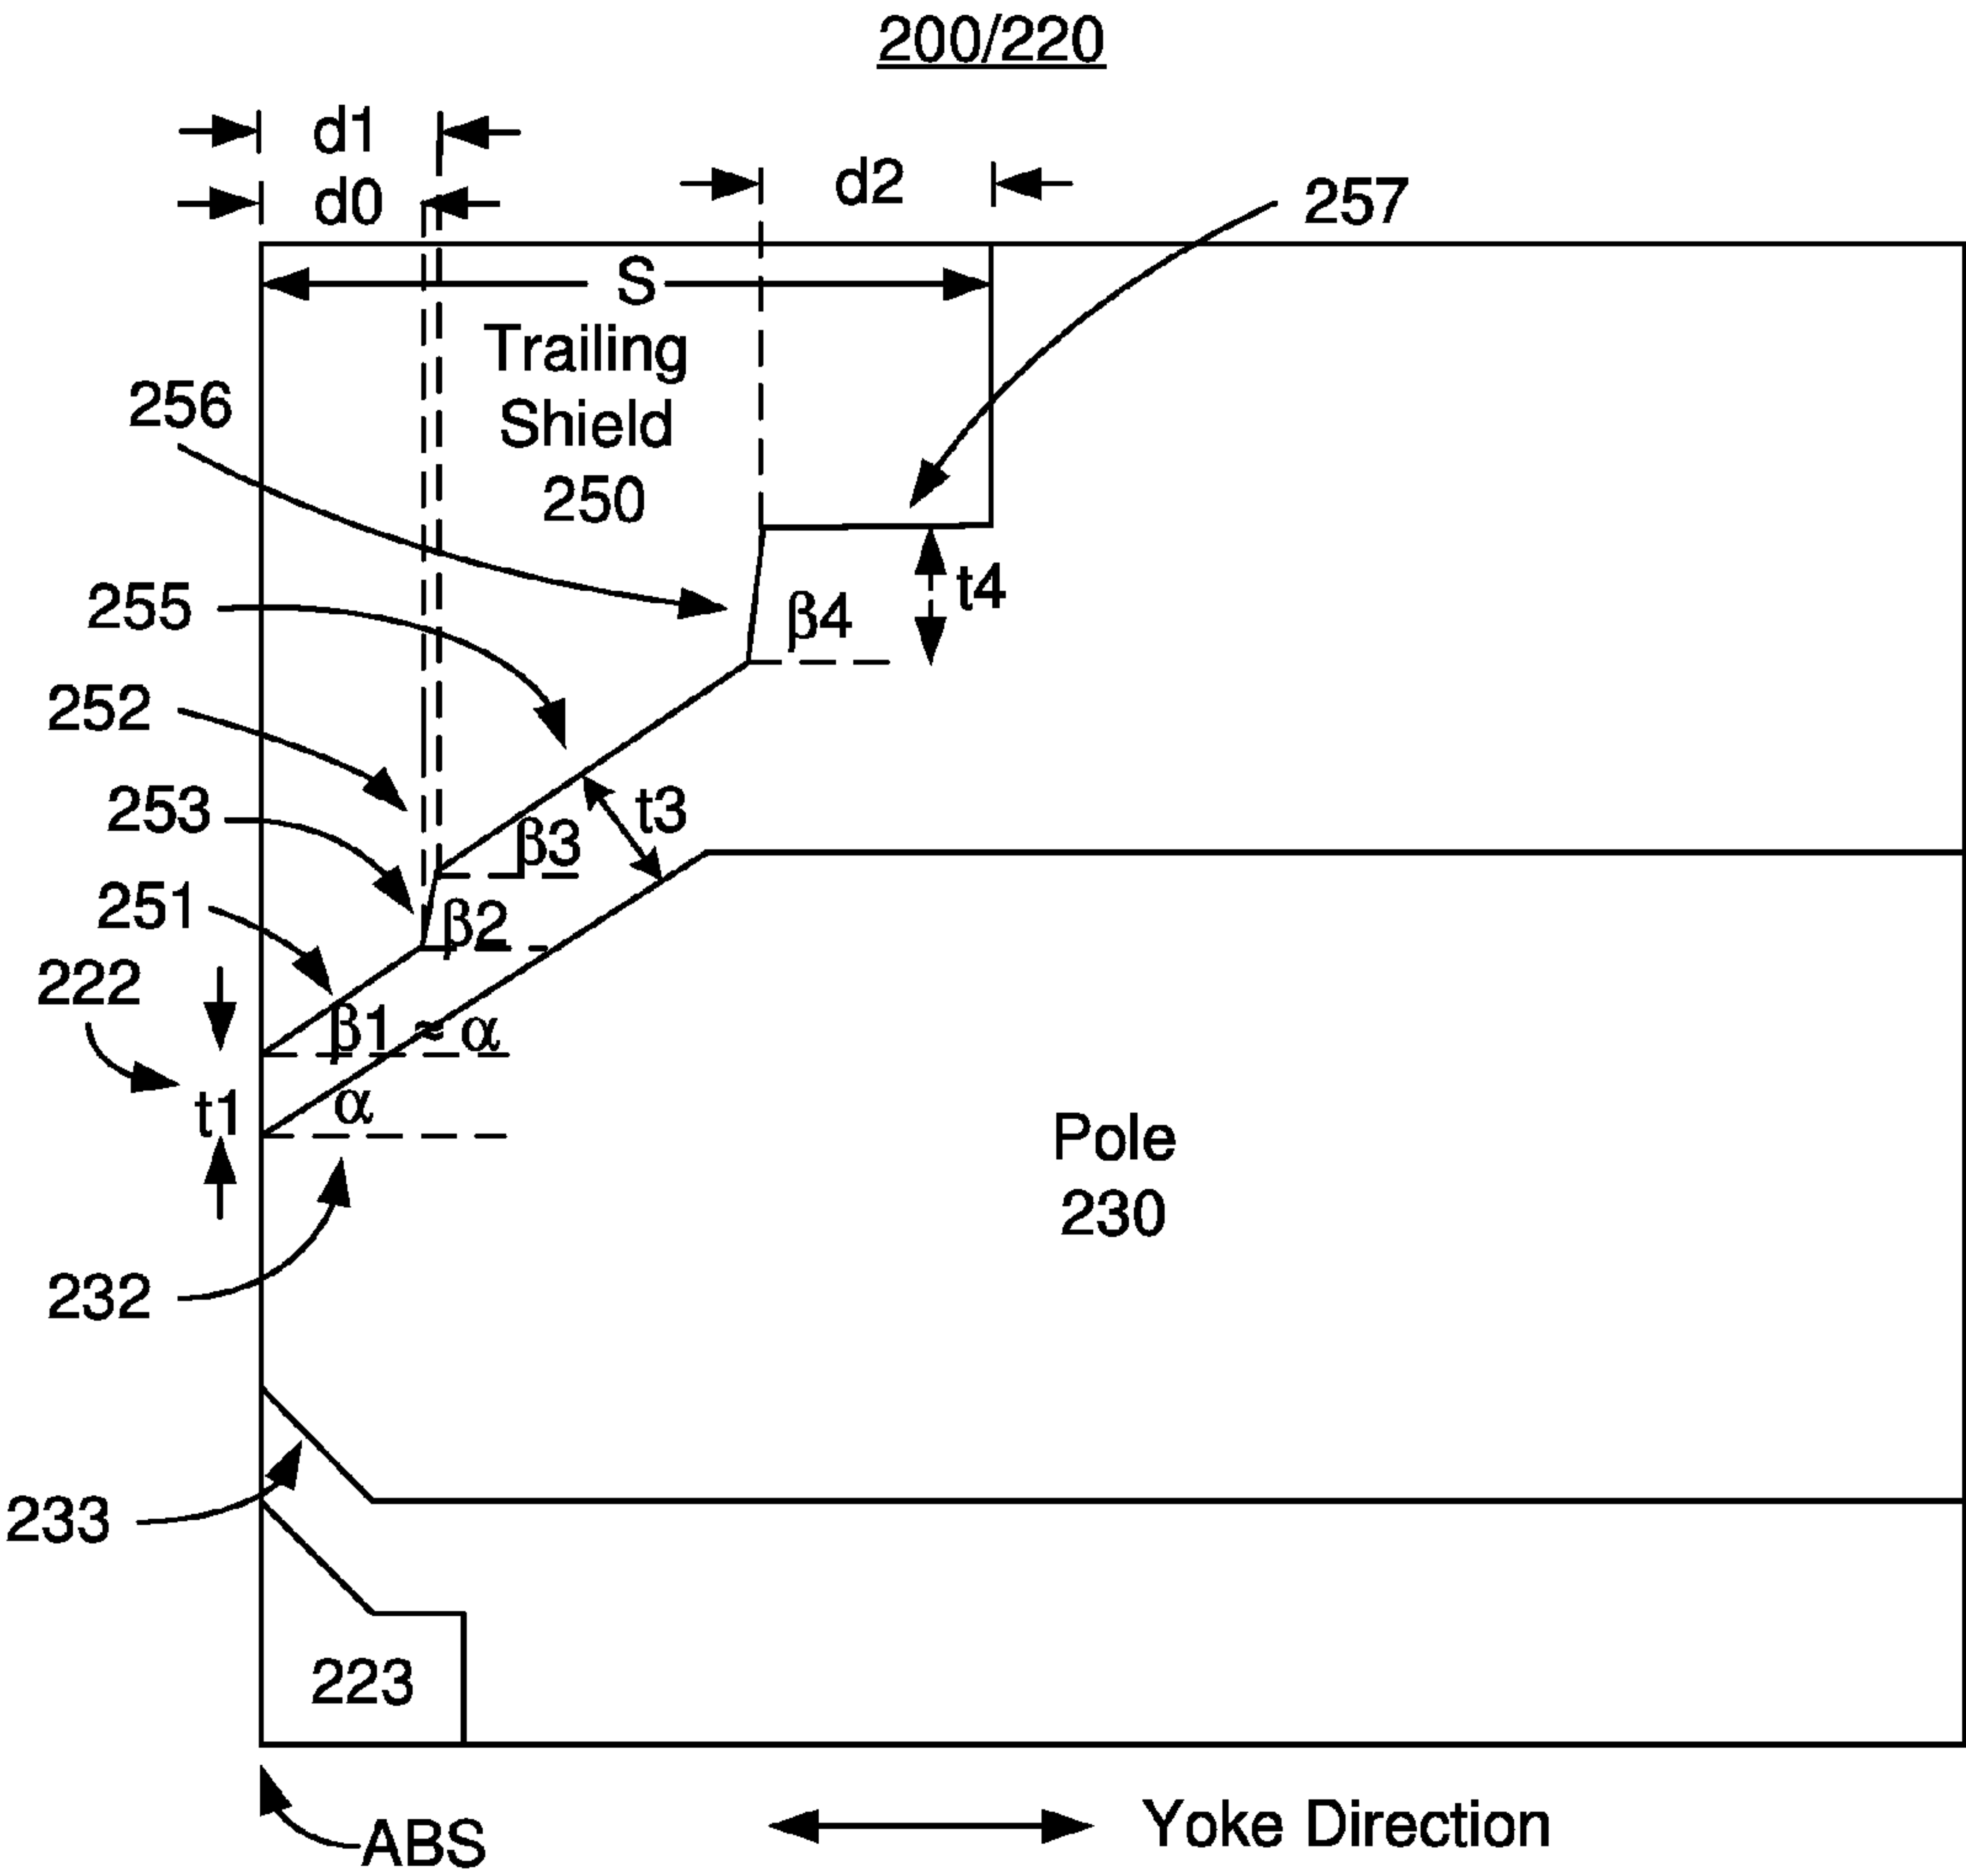 200/220
d1
d0
d2
257
S
Trailing
Shield
250
256
255
t4
β4
252
253
t3
β3
251
β2
222
β1 ≈ α
t1
α
Pole
230
232
233
223
ABS
Yoke Direction